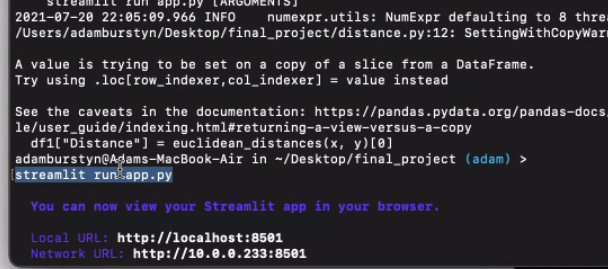 streamlit run app.py [ARGUMENTS]
2021-07-20 22:05:09.966 INFO    numexpr.utils: NumExpr defaulting to 8 threa
/Users/adamburstyn/Desktop/final_project/distance.py:12: SettingWithCopyWarn
A value is trying to be set on a copy of a slice from a DataFrame.
Try using .loc[row_indexer,col_indexer] = value instead
See the caveats in the documentation: https://pandas.pydata.org/pandas-docs/
le/user_guide/indexing.html#returning-a-view-versus-a-copy
  df1["Distance"] = euclidean_distances(x, y)[0]
adamburstyn@Adams-MacBook-Air in ~/Desktop/final_project (adam) >
streamlit run app.py
You can now view your Streamlit app in your browser.
Local URL: http://localhost:8501
Network URL: http://10.0.0.233:8501